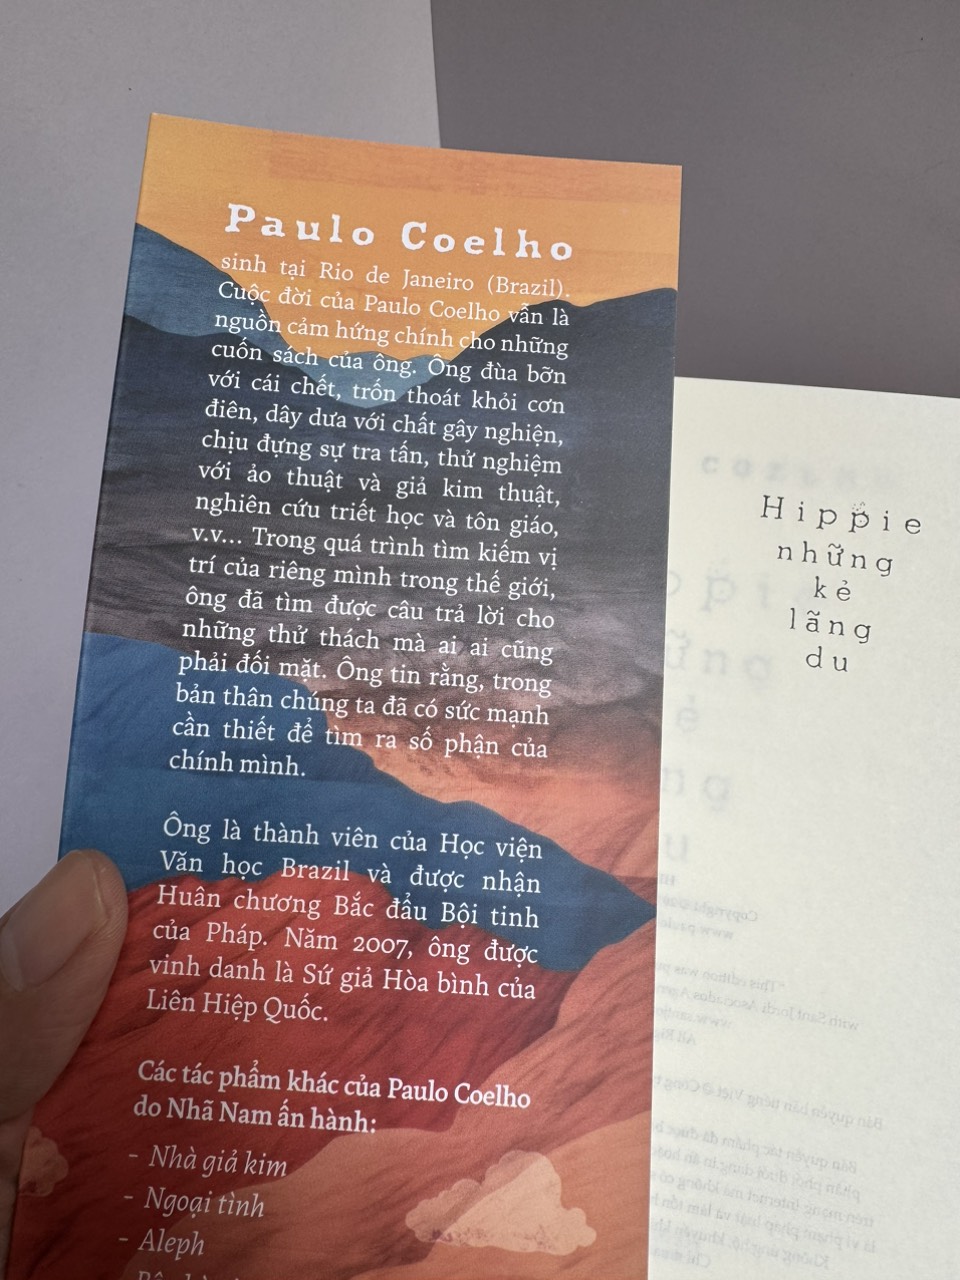 Paulo Coelho
sinh tại Rio de Janeiro (Brazil).
Cuộc đời của Paulo Coelho vẫn là
nguồn cảm hứng chính cho những
cuốn sách của ông. Ông đùa bỡn
với cái chết, trốn thoát khỏi cơn
điên, dây dưa với chất gây nghiện,
chịu đựng sự tra tấn, thử nghiệm
với ảo thuật và giả kim thuật,
nghiên cứu triết học và tôn giáo,
v.v... Trong quá trình tìm kiếm vị
trí của riêng mình trong thế giới,
ông đã tìm được câu trả lời cho
những thử thách mà ai ai cũng
phải đối mặt. Ông tin rằng, trong
bản thân chúng ta đã có sức mạnh
cần thiết để tìm ra số phận của
chính mình.
Ông là thành viên của Học viện
Văn học Brazil và được nhận
Huân chương Bắc đẩu Bội tinh
của Pháp. Năm 2007, ông được
vinh danh là Sứ giả Hòa bình của
Liên Hiệp Quốc.
Các tác phẩm khác của Paulo Coelho
do Nhã Nam ấn hành:
- Nhà giả kim
- Ngoại tình
- Aleph
Hippie
những
kẻ
lãng
du